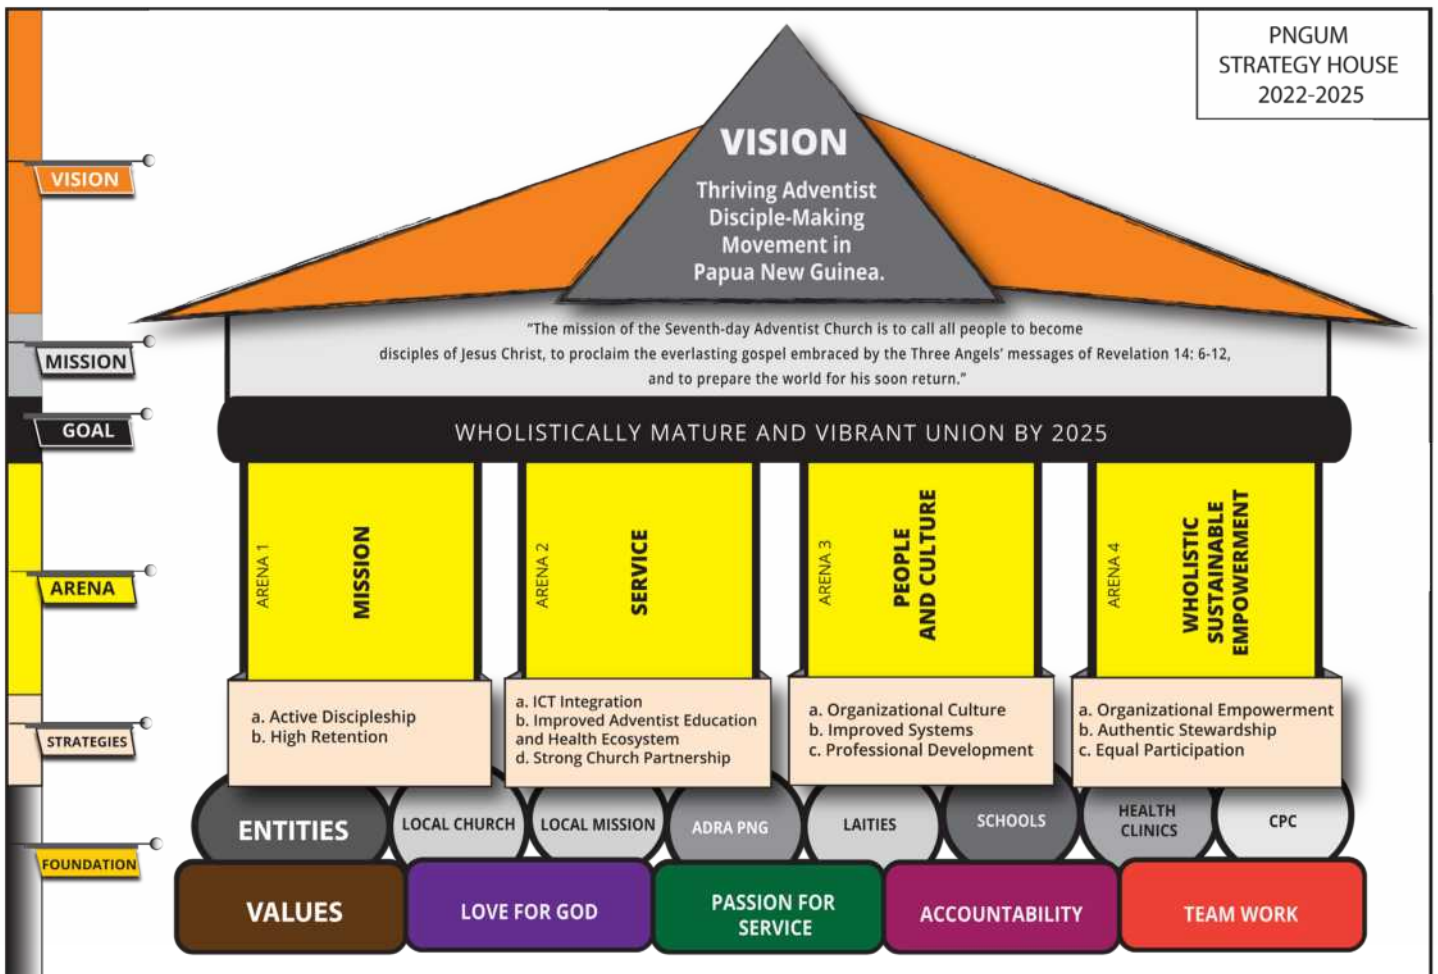 PNGUM
STRATEGY HOUSE
2022-2025
VISION
VISION
Thriving Adventist
Disciple-Making
Movement in
Papua New Guinea.
MISSION
"The mission of the Seventh-day Adventist Church is to call all people to become
disciples of Jesus Christ, to proclaim the everlasting gospel embraced by the Three Angels' messages of Revelation 14: 6-12,
and to prepare the world for his soon return."
GOAL
WHOLISTICALLY MATURE AND VIBRANT UNION BY 2025
ARENA
ARENA 1
MISSION
ARENA 2
SERVICE
ARENA 3
PEOPLE
AND CULTURE
ARENA 4
WHOLISTIC
SUSTAINABLE
EMPOWERMENT
STRATEGIES
a. Active Discipleship
b. High Retention
a. ICT Integration
b. Improved Adventist Education
and Health Ecosystem
d. Strong Church Partnership
a. Organizational Culture
b. Improved Systems
c. Professional Development
a. Organizational Empowerment
b. Authentic Stewardship
c. Equal Participation
FOUNDATION
ENTITIES
LOCAL CHURCH
LOCAL MISSION
ADRA PNG
LAITIES
SCHOOLS
HEALTH
CLINICS
CPC
VALUES
LOVE FOR GOD
PASSION FOR
SERVICE
ACCOUNTABILITY
TEAM WORK